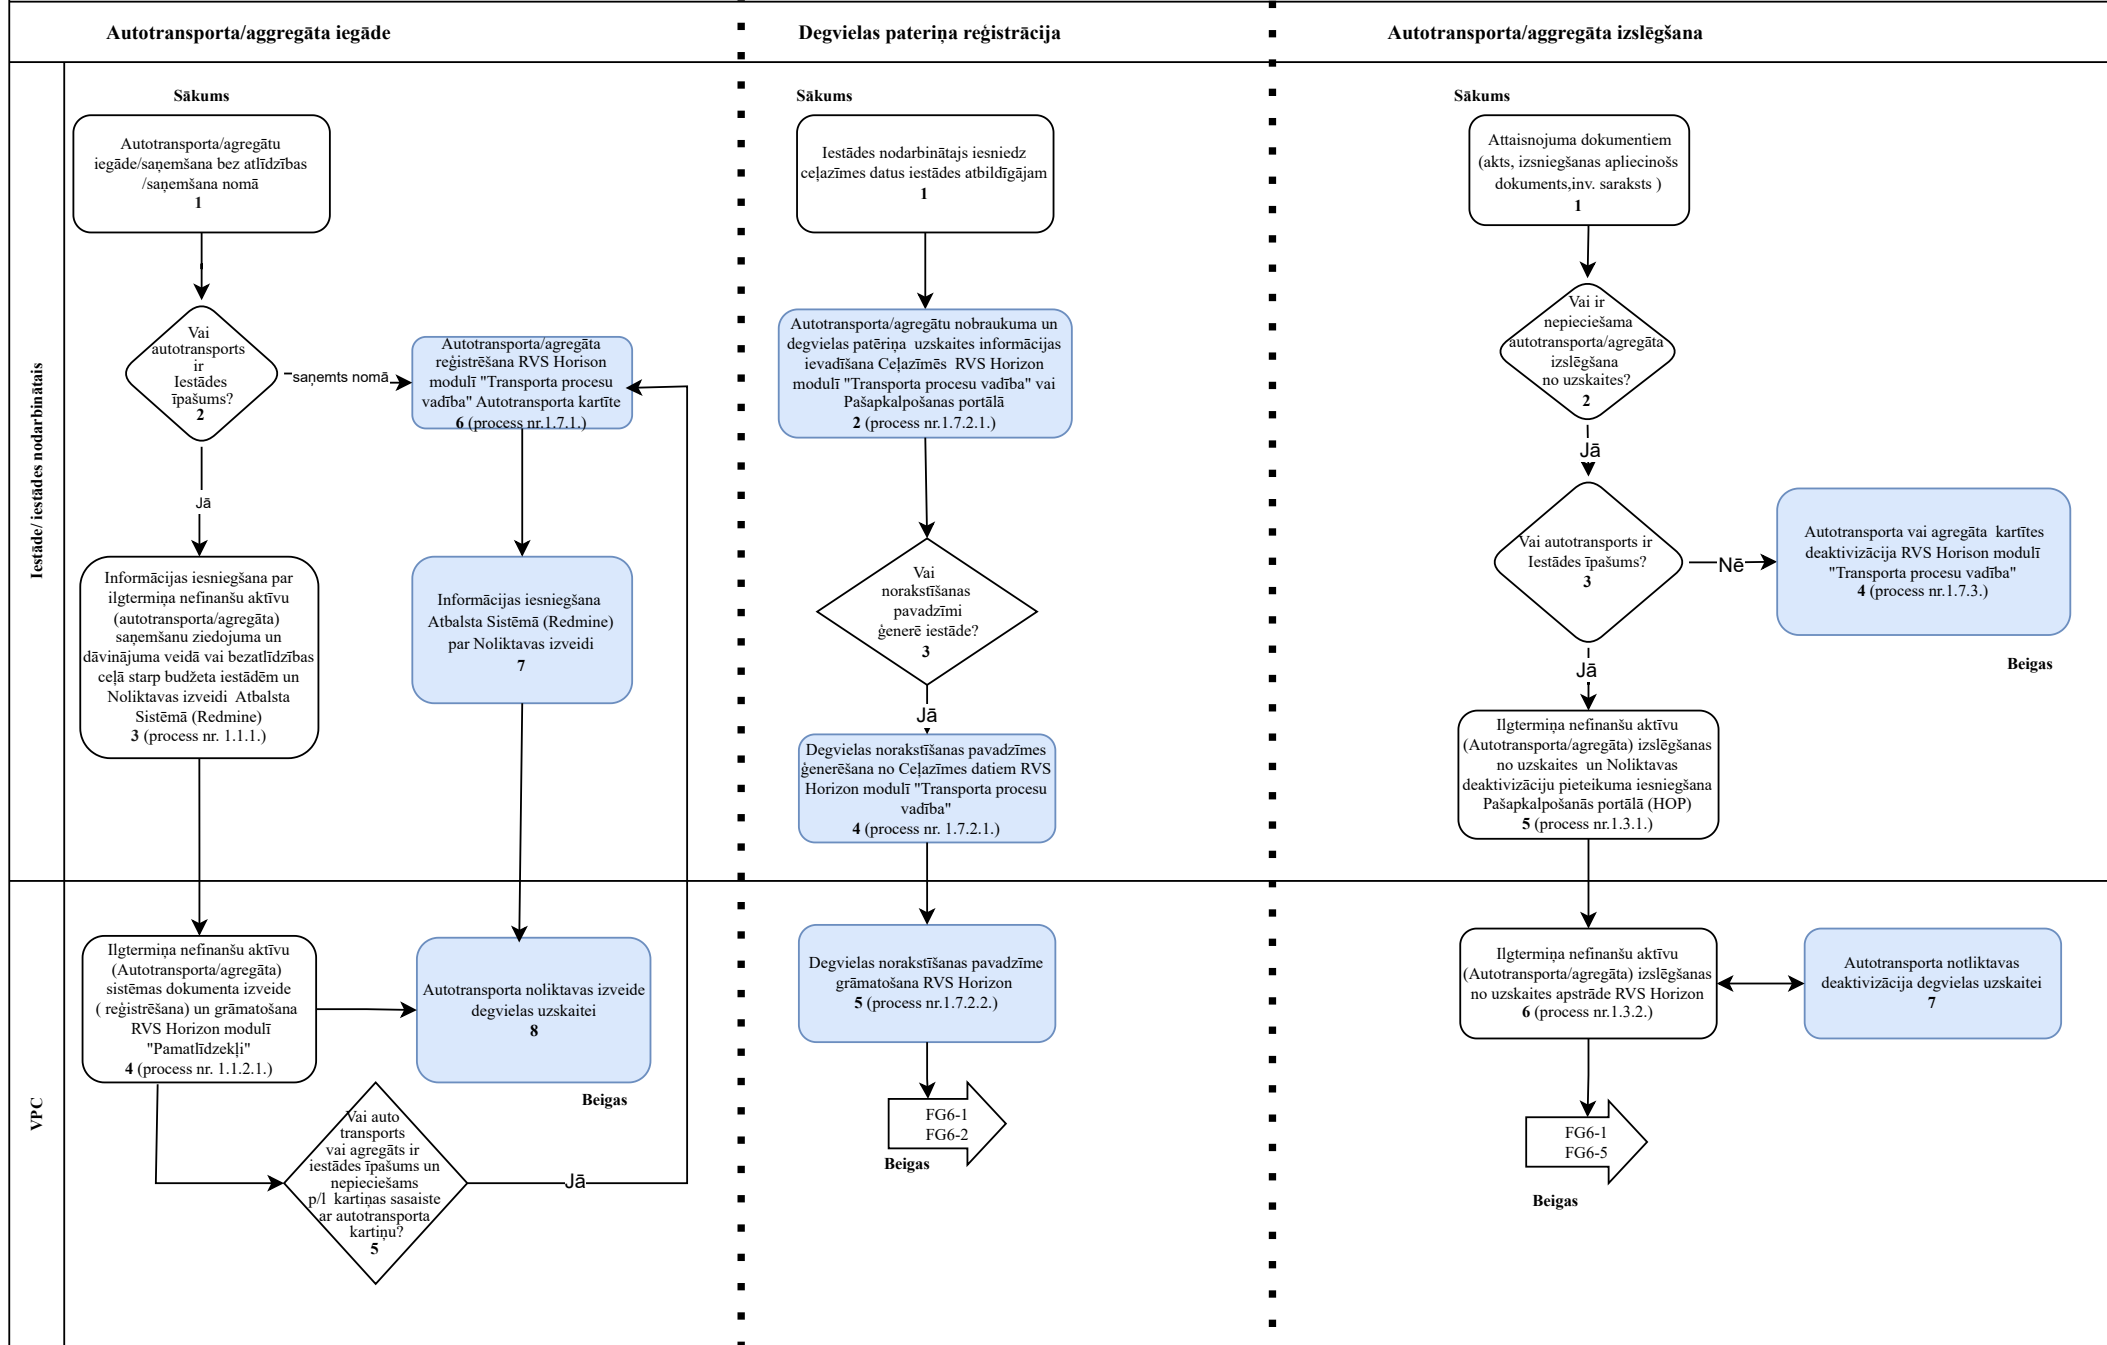 Autotransporta/aggregāta iegāde
Degvielas pateriņa reģistrācija
Autotransporta/aggregāta izslēgšana
Iestāde/ iestādes nodarbinātais
Sākums
Autotransporta/agregātu
iegāde/saņemšana bez atlīdzības
/saņemšana nomā
1
Vai
autotransports
ir
Iestādes
īpašums?
2
saņemts nomā
Jā
Autotransporta/agregāta
reģistrēšana RVS Horison
modulī "Transporta procesu
vadība" Autotransporta kartīte
6 (process nr.1.7.1.)
Informācijas iesniegšana par
ilgtermiņa nefinanšu aktīvu
(autotransporta/agregāta)
saņemšanu ziedojuma un
dāvinājuma veidā vai bezatlīdzības
ceļā starp budžeta iestādēm un
Noliktavas izveidi  Atbalsta
Sistēmā (Redmine)
3 (process nr. 1.1.1.)
Informācijas iesniegšana
Atbalsta Sistēmā (Redmine)
par Noliktavas izveidi
7
Sākums
Iestādes nodarbinātajs iesniedz
ceļazīmes datus iestādes atbildīgājam
1
Autotransporta/agregātu nobraukuma un
degvielas patēriņa  uzskaites informācijas
ievadīšana Ceļazīmēs  RVS Horizon
modulī "Transporta procesu vadība" vai
Pašapkalpošanas portālā
2 (process nr.1.7.2.1.)
Vai
norakstīšanas
pavadzīmi
ģenerē iestāde?
3
Jā
Degvielas norakstīšanas pavadzīmes
ģenerēšana no Ceļazīmes datiem RVS
Horizon modulī "Transporta procesu
vadība"
4 (process nr. 1.7.2.1.)
Sākums
Attaisnojuma dokumentiem
(akts, izsniegšanas apliecinošs
dokuments,inv. saraksts )
1
Vai ir
nepieciešama
autotransporta/agregāta
izslēgšana
no uzskaites?
2
Jā
Vai autotransports ir
Iestādes īpašums?
3
Nē
Autotransporta vai agregāta  kartītes
deaktivizācija RVS Horison modulī
"Transporta procesu vadība"
4 (process nr.1.7.3.)
Beigas
Jā
Ilgtermiņa nefinanšu aktīvu
(Autotransporta/agregāta) izslēgšanas
no uzskaites  un Noliktavas
deaktivizāciju pieteikuma iesniegšana
Pašapkalpošanās portālā (HOP)
5 (process nr.1.3.1.)
VPC
Ilgtermiņa nefinanšu aktīvu
(Autotransporta/agregāta)
sistēmas dokumenta izveide
( reģistrēšana) un grāmatošana
RVS Horizon modulī
"Pamatlīdzekļi"
4 (process nr. 1.1.2.1.)
Autotransporta noliktavas izveide
degvielas uzskaitei
8
Beigas
Vai auto
transports
vai agregāts ir
iestādes īpašums un
nepieciešams
p/l  kartiņas sasaiste
ar autotransporta
kartiņu?
5
Jā
Degvielas norakstīšanas pavadzīme
grāmatošana RVS Horizon
5 (process nr.1.7.2.2.)
FG6-1
FG6-2
Beigas
Ilgtermiņa nefinanšu aktīvu
(Autotransporta/agregāta) izslēgšanas
no uzskaites apstrāde RVS Horizon
6 (process nr.1.3.2.)
Autotransporta notliktavas
deaktivizācija degvielas uzskaitei
7
FG6-1
FG6-5
Beigas